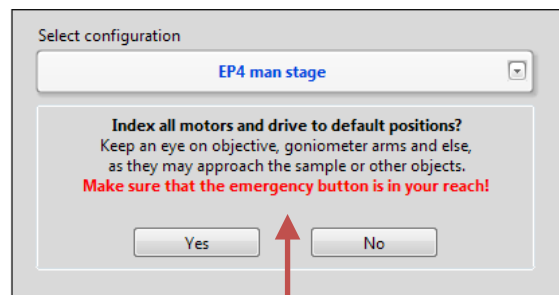 Select configuration
EP4 man stage
Index all motors and drive to default positions?
Keep an eye on objective, goniometer arms and else,
as they may approach the sample or other objects.
Make sure that the emergency button is in your reach!
Yes
No